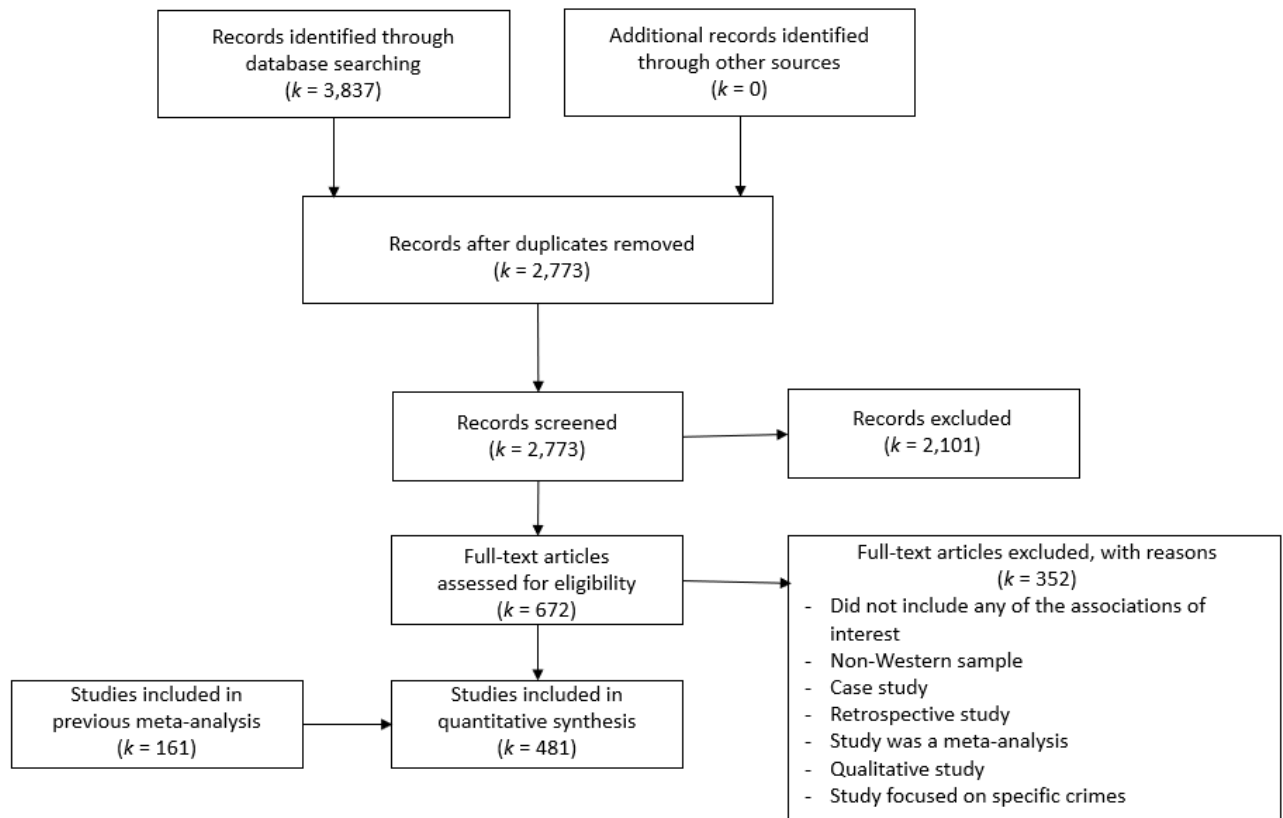 Records identified through
database searching
(k = 3,837)
Additional records identified
through other sources
(k = 0)
Records after duplicates removed
(k = 2,773)
Records screened
(k = 2,773)
Records excluded
(k = 2,101)
Full-text articles
assessed for eligibility
(k = 672)
Full-text articles excluded, with reasons
(k = 352)
- Did not include any of the associations of
interest
- Non-Western sample
- Case study
- Retrospective study
- Study was a meta-analysis
- Qualitative study
- Study focused on specific crimes
Studies included in
previous meta-analysis
(k = 161)
Studies included in
quantitative synthesis
(k = 481)